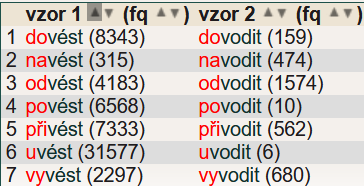 vzor 1 ▲▼ (fq ▲▼) vzor 2 ▲▼ (fq ▲▼)
1 dovést (8343) dovodit (159)
2 navést (315) navodit (474)
3 odvést (4183) odvodit (1574)
4 povést (6568) povodit (10)
5 přivést (7333) přivodit (562)
6 uvést (31577) uvodit (6)
7 vyvést (2297) vyvodit (680)